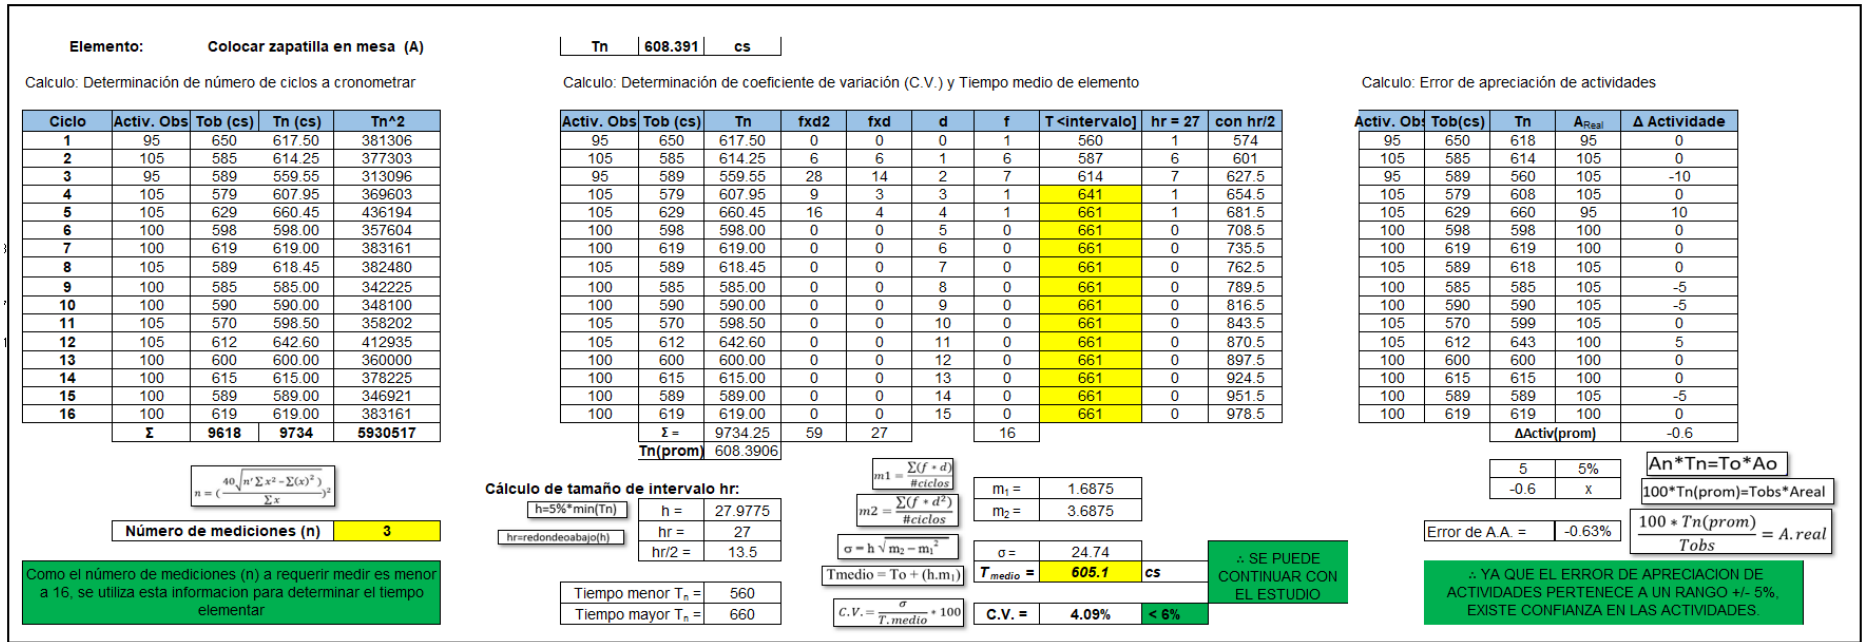 Elemento: Colocar zapatilla en mesa (A)
Tn 608.391 cs
Calculo: Determinación de número de ciclos a cronometrar
Ciclo Activ. Obs Tob (cs) Tn (cs) Tn^2
1 95 650 617.50 381306
2 105 585 614.25 377303
3 95 589 559.55 313096
4 105 579 607.95 369603
5 105 629 660.45 436194
6 100 598 598.00 357604
7 100 619 619.00 383161
8 105 589 618.45 382480
9 100 585 585.00 342225
10 100 590 590.00 348100
11 105 570 598.50 358202
12 105 612 642.60 412935
13 100 600 600.00 360000
14 100 615 615.00 378225
15 100 589 589.00 346921
16 100 619 619.00 383161
Σ 9618 9734 5930517
n = ( 40√n'Σx²−Σ(x)² ) / Σx )²
Número de mediciones (n) 3
Como el número de mediciones (n) a requerir medir es menor
a 16, se utiliza esta informacion para determinar el tiempo
elementar
Calculo: Determinación de coeficiente de variación (C.V.) y Tiempo medio de elemento
Activ. Obs Tob (cs) Tn fxd2 fxd d f T <intervalo] hr = 27 con hr/2
95 650 617.50 0 0 0 1 560 1 574
105 585 614.25 6 6 1 6 587 6 601
95 589 559.55 28 14 2 7 614 7 627.5
105 579 607.95 9 3 3 1 641 1 654.5
105 629 660.45 16 4 4 1 661 1 681.5
100 598 598.00 0 0 5 0 661 0 708.5
100 619 619.00 0 0 6 0 661 0 735.5
105 589 618.45 0 0 7 0 661 0 762.5
100 585 585.00 0 0 8 0 661 0 789.5
100 590 590.00 0 0 9 0 661 0 816.5
105 570 598.50 0 0 10 0 661 0 843.5
105 612 642.60 0 0 11 0 661 0 870.5
100 600 600.00 0 0 12 0 661 0 897.5
100 615 615.00 0 0 13 0 661 0 924.5
100 589 589.00 0 0 14 0 661 0 951.5
100 619 619.00 0 0 15 0 661 0 978.5
Σ = 9734.25 59 27 16
Tn(prom) 608.3906
Cálculo de tamaño de intervalo hr:
h=5%*min(Tn) h = 27.9775
hr=redondeoabajo(h) hr = 27
hr/2 = 13.5
Tiempo menor Tn = 560
Tiempo mayor Tn = 660
m1 = Σ(f * d) / #ciclos
m2 = Σ(f * d²) / #ciclos
σ = h √m₂ − m₁²
Tmedio = To + (h.m₁)
C.V. = σ / T.medio * 100
m₁ = 1.6875
m₂ = 3.6875
σ = 24.74
Tmedio = 605.1 cs
C.V. = 4.09% < 6%
∴ SE PUEDE
CONTINUAR CON
EL ESTUDIO
Calculo: Error de apreciación de actividades
Activ. Obs Tob(cs) Tn AReal Δ Actividade
95 650 618 95 0
105 585 614 105 0
95 589 560 105 -10
105 579 608 105 0
105 629 660 95 10
100 598 598 100 0
100 619 619 100 0
105 589 618 105 0
100 585 585 105 -5
100 590 590 105 -5
105 570 599 105 0
105 612 643 100 5
100 600 600 100 0
100 615 615 100 0
100 589 589 105 -5
100 619 619 100 0
ΔActiv(prom) -0.6
5 5%
-0.6 x
Error de A.A. = -0.63%
An*Tn=To*Ao
100*Tn(prom)=Tobs*Areal
100 * Tn(prom) / Tobs = A.real
∴ YA QUE EL ERROR DE APRECIACION DE
ACTIVIDADES PERTENECE A UN RANGO +/- 5%,
EXISTE CONFIANZA EN LAS ACTIVIDADES.